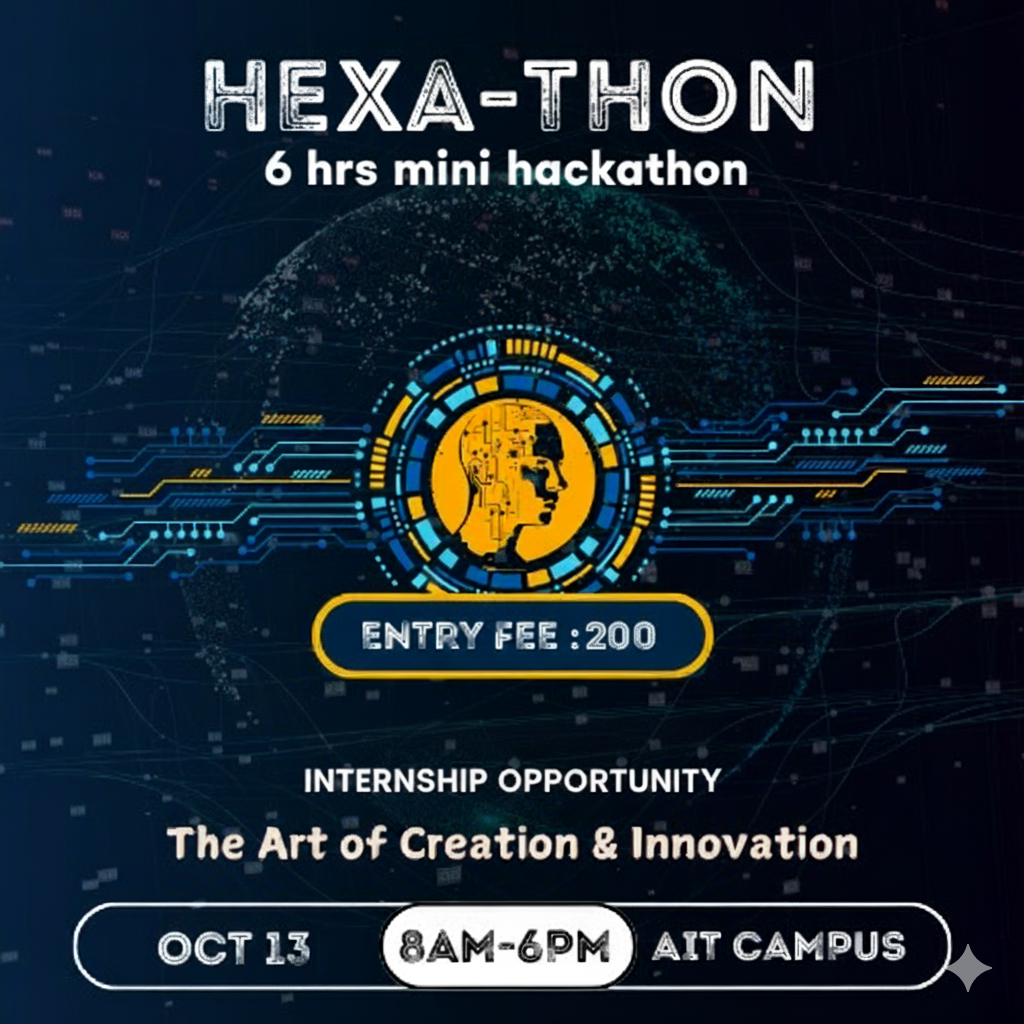 HEXA-THON
6 hrs mini hackathon
ENTRY FEE :200
INTERNSHIP OPPORTUNITY
The Art of Creation & Innovation
OCT 13 8AM-6PM AIT CAMPUS